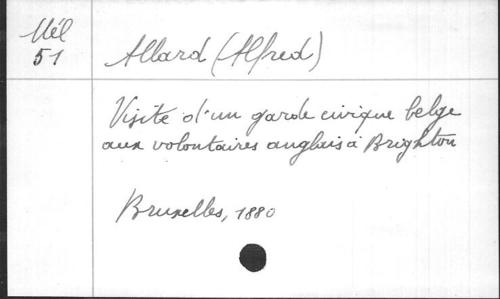 Mél
51
Allard (Alfred)
Visite d'un garde civique belge
aux volontaires anglais à Brighton
Bruxelles, 1880